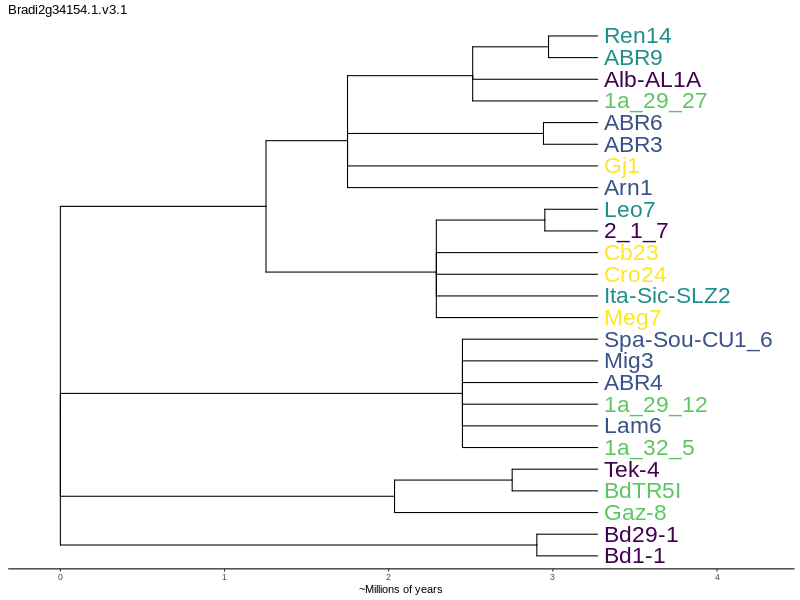 Bradi2g34154.1.v3.1
Ren14
ABR9
Alb-AL1A
1a_29_27
ABR6
ABR3
Gj1
Arn1
Leo7
2_1_7
Cb23
Cro24
Ita-Sic-SLZ2
Meg7
Spa-Sou-CU1_6
Mig3
ABR4
1a_29_12
Lam6
1a_32_5
Tek-4
BdTR5I
Gaz-8
Bd29-1
Bd1-1
0 1 2 3 4
~Millions of years